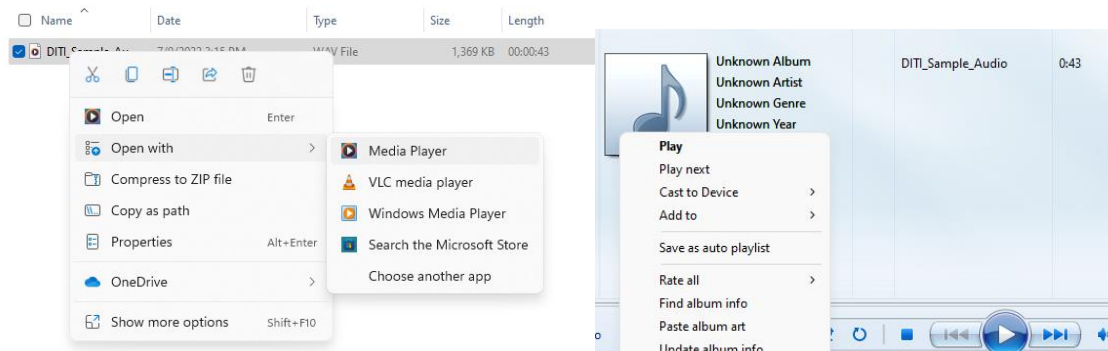 Name Date Type Size Length
WAV File 1,369 KB 00:00:43
Open Enter
Open with
Compress to ZIP file
Copy as path
Properties Alt+Enter
OneDrive
Show more options Shift+F10
Media Player
VLC media player
Windows Media Player
Search the Microsoft Store
Choose another app
Unknown Album DITI_Sample_Audio 0:43
Unknown Artist
Unknown Genre
Unknown Year
Play
Play next
Cast to Device
Add to
Save as auto playlist
Rate all
Find album info
Paste album art
Update album info